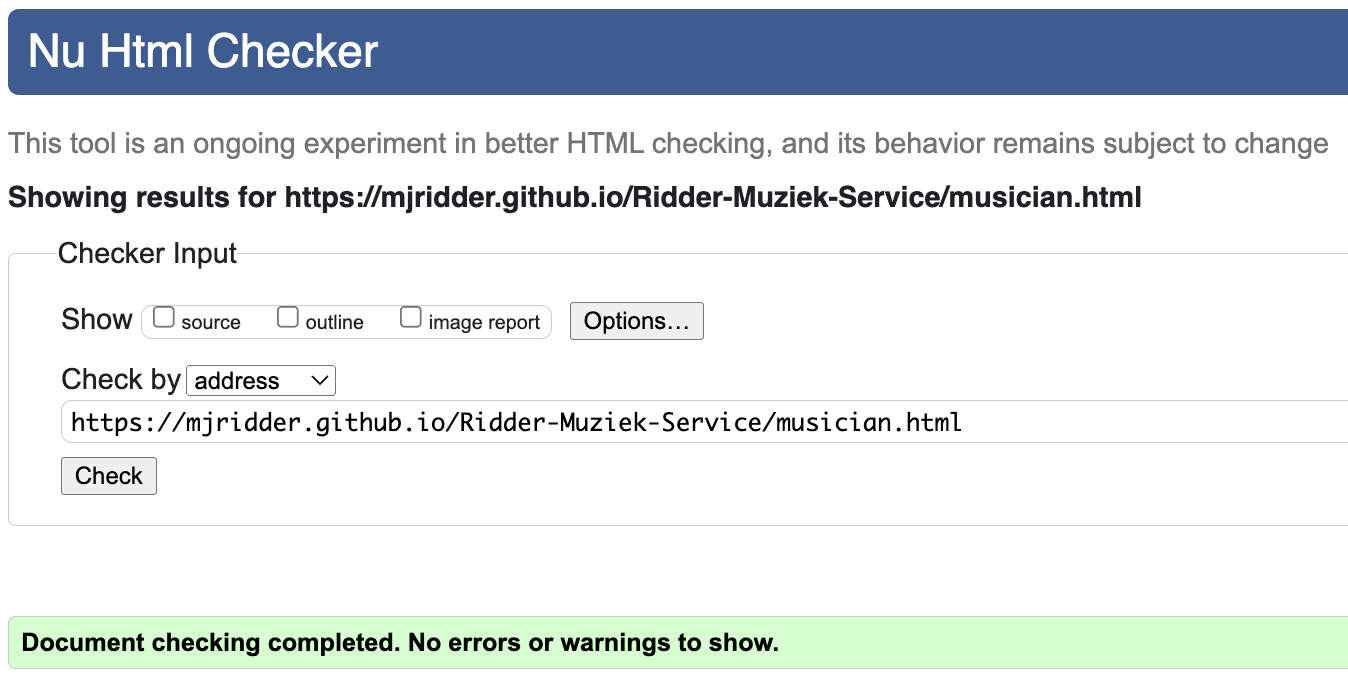 Nu Html Checker
This tool is an ongoing experiment in better HTML checking, and its behavior remains subject to change
Showing results for https://mjridder.github.io/Ridder-Muziek-Service/musician.html
Checker Input
Show source outline image report Options...
Check by address
https://mjridder.github.io/Ridder-Muziek-Service/musician.html
Check
Document checking completed. No errors or warnings to show.